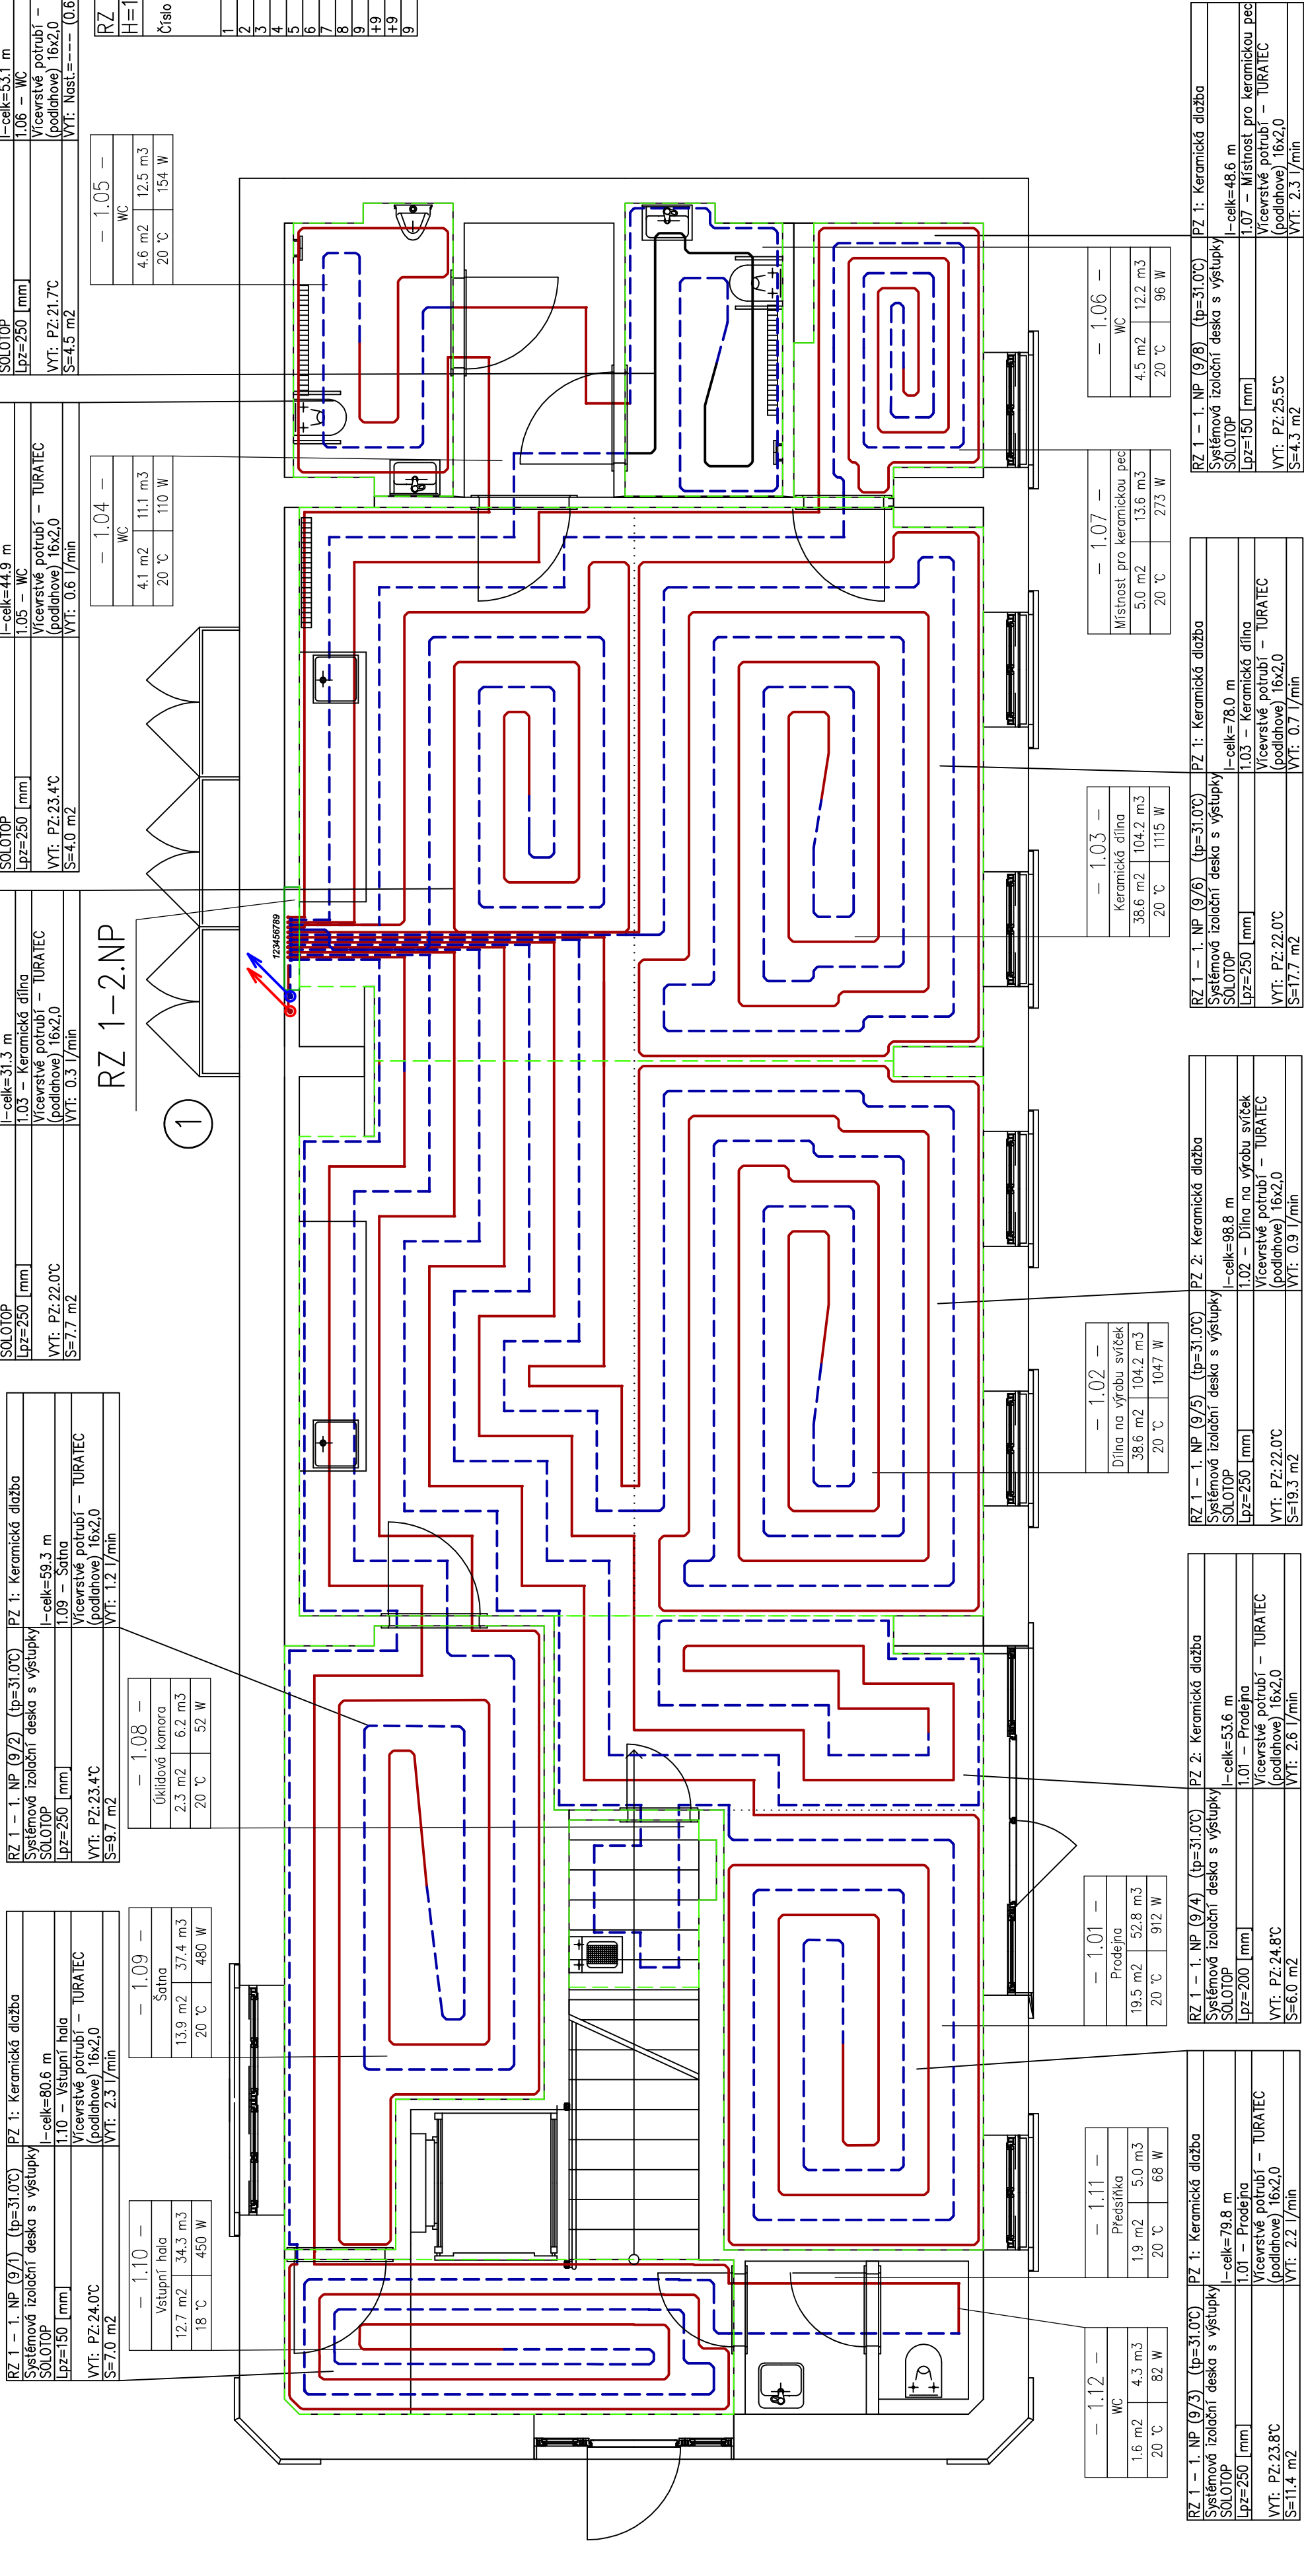 RZ 1 – 1. NP (9/1) (tp=31.0°C)
PZ 1: Keramická dlažba
Systémová izolační deska s výstupky
SOLOTOP
l–celk=80.6 m
Lpz=150 [mm]
1.10 – Vstupní hala
Vícevrstvé potrubí – TURATEC
(podlahove) 16x2,0
VYT: PZ:24.0°C
S=7.0 m2
VYT: 2.3 l/min
RZ 1 – 1. NP (9/2) (tp=31.0°C)
PZ 1: Keramická dlažba
Systémová izolační deska s výstupky
SOLOTOP
l–celk=59.3 m
Lpz=250 [mm]
1.09 – Šatna
Vícevrstvé potrubí – TURATEC
(podlahove) 16x2,0
VYT: PZ:23.4°C
S=9.7 m2
VYT: 1.2 l/min
SOLOTOP
l–celk=31.3 m
Lpz=250 [mm]
1.03 – Keramická dílna
Vícevrstvé potrubí – TURATEC
(podlahove) 16x2,0
VYT: PZ:22.0°C
S=7.7 m2
VYT: 0.3 l/min
SOLOTOP
l–celk=44.9 m
Lpz=250 [mm]
1.05 – WC
Vícevrstvé potrubí – TURATEC
(podlahove) 16x2,0
VYT: PZ:23.4°C
S=4.0 m2
VYT: 0.6 l/min
SOLOTOP
l–celk=53.1 m
Lpz=250 [mm]
1.06 – WC
Vícevrstvé potrubí –
(podlahove) 16x2,0
VYT: PZ:21.7°C
S=4.5 m2
VYT: Nast.=––– (0.6
RZ
H=1
Číslo
1
2
3
4
5
6
7
8
9
+9
+9
9
– 1.10 –
Vstupní hala
12.7 m2 34.3 m3
18 °C 450 W
– 1.09 –
Šatna
13.9 m2 37.4 m3
20 °C 480 W
– 1.08 –
Úklidová komora
2.3 m2 6.2 m3
20 °C 52 W
RZ 1–2.NP
1
– 1.04 –
WC
4.1 m2 11.1 m3
20 °C 110 W
– 1.05 –
WC
4.6 m2 12.5 m3
20 °C 154 W
123456789
– 1.12 –
WC
1.6 m2 4.3 m3
20 °C 82 W
– 1.11 –
Předsíňka
1.9 m2 5.0 m3
20 °C 68 W
– 1.01 –
Prodejna
19.5 m2 52.8 m3
20 °C 912 W
– 1.02 –
Dílna na výrobu svíček
38.6 m2 104.2 m3
20 °C 1047 W
– 1.03 –
Keramická dílna
38.6 m2 104.2 m3
20 °C 1115 W
– 1.07 –
Místnost pro keramickou pec
5.0 m2 13.6 m3
20 °C 273 W
– 1.06 –
WC
4.5 m2 12.2 m3
20 °C 96 W
RZ 1 – 1. NP (9/3) (tp=31.0°C)
PZ 1: Keramická dlažba
Systémová izolační deska s výstupky
SOLOTOP
l–celk=79.8 m
Lpz=250 [mm]
1.01 – Prodejna
Vícevrstvé potrubí – TURATEC
(podlahove) 16x2,0
VYT: PZ:23.8°C
S=11.4 m2
VYT: 2.2 l/min
RZ 1 – 1. NP (9/4) (tp=31.0°C)
PZ 2: Keramická dlažba
Systémová izolační deska s výstupky
SOLOTOP
l–celk=53.6 m
Lpz=200 [mm]
1.01 – Prodejna
Vícevrstvé potrubí – TURATEC
(podlahove) 16x2,0
VYT: PZ:24.8°C
S=6.0 m2
VYT: 2.6 l/min
RZ 1 – 1. NP (9/5) (tp=31.0°C)
PZ 2: Keramická dlažba
Systémová izolační deska s výstupky
SOLOTOP
l–celk=98.8 m
Lpz=250 [mm]
1.02 – Dílna na výrobu svíček
Vícevrstvé potrubí – TURATEC
(podlahove) 16x2,0
VYT: PZ:22.0°C
S=19.3 m2
VYT: 0.9 l/min
RZ 1 – 1. NP (9/6) (tp=31.0°C)
PZ 1: Keramická dlažba
Systémová izolační deska s výstupky
SOLOTOP
l–celk=78.0 m
Lpz=250 [mm]
1.03 – Keramická dílna
Vícevrstvé potrubí – TURATEC
(podlahove) 16x2,0
VYT: PZ:22.0°C
S=17.7 m2
VYT: 0.7 l/min
RZ 1 – 1. NP (9/8) (tp=31.0°C)
PZ 1: Keramická dlažba
Systémová izolační deska s výstupky
SOLOTOP
l–celk=48.6 m
Lpz=150 [mm]
1.07 – Místnost pro keramickou pec
Vícevrstvé potrubí – TURATEC
(podlahove) 16x2,0
VYT: PZ:25.5°C
S=4.3 m2
VYT: 2.3 l/min